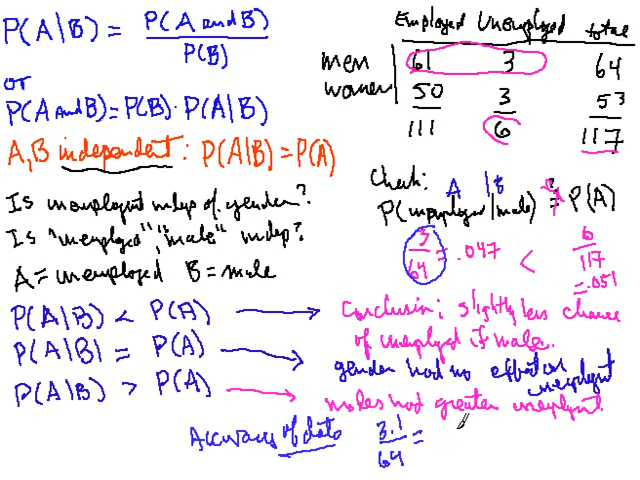 P(A|B) = P(A and B) / P(B)
or
P(A and B) = P(B) · P(A|B)
A, B independent: P(A|B) = P(A)
Is unemployment indep of gender?
Is "unemployed", "male" indep?
A = unemployed B = male
P(A|B) < P(A)
P(A|B) = P(A)
P(A|B) > P(A)
Employed Unemployed total
men 61 3 64
women 50 3 53
111 6 117
Check: A | B
P(unemployed | male) ?= P(A)
3/64 = .047 < 6/117 = .051
Conclusion: slightly less chance
of unemployed if male.
gender had no effect on
unemployment
males had greater unemployment.
Accuracy of data 3.1/64 =